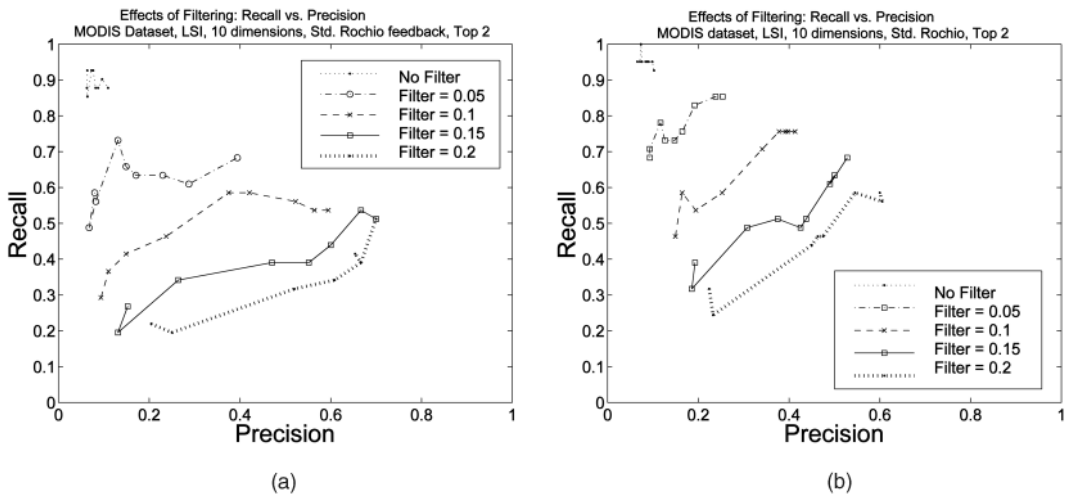 Effects of Filtering: Recall vs. Precision
MODIS Dataset, LSI, 10 dimensions, Std. Rochio feedback, Top 2
1
0.9
0.8
0.7
0.6
0.5
0.4
0.3
0.2
0.1
0
Recall
No Filter
Filter = 0.05
Filter = 0.1
Filter = 0.15
Filter = 0.2
0
0.2
0.4
0.6
0.8
1
Precision
(a)
Effects of Filtering: Recall vs. Precision
MODIS dataset, LSI, 10 dimensions, Std. Rochio, Top 2
1
0.9
0.8
0.7
0.6
0.5
0.4
0.3
0.2
0.1
0
Recall
No Filter
Filter = 0.05
Filter = 0.1
Filter = 0.15
Filter = 0.2
0
0.2
0.4
0.6
0.8
1
Precision
(b)